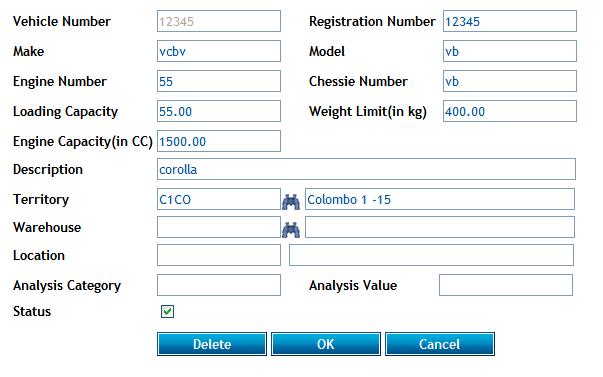 Vehicle Number 12345 Registration Number 12345
Make vcbv Model vb
Engine Number 55 Chessie Number vb
Loading Capacity 55.00 Weight Limit(in kg) 400.00
Engine Capacity(in CC) 1500.00
Description corolla
Territory C1CO Colombo 1 -15
Warehouse
Location
Analysis Category Analysis Value
Status
Delete OK Cancel